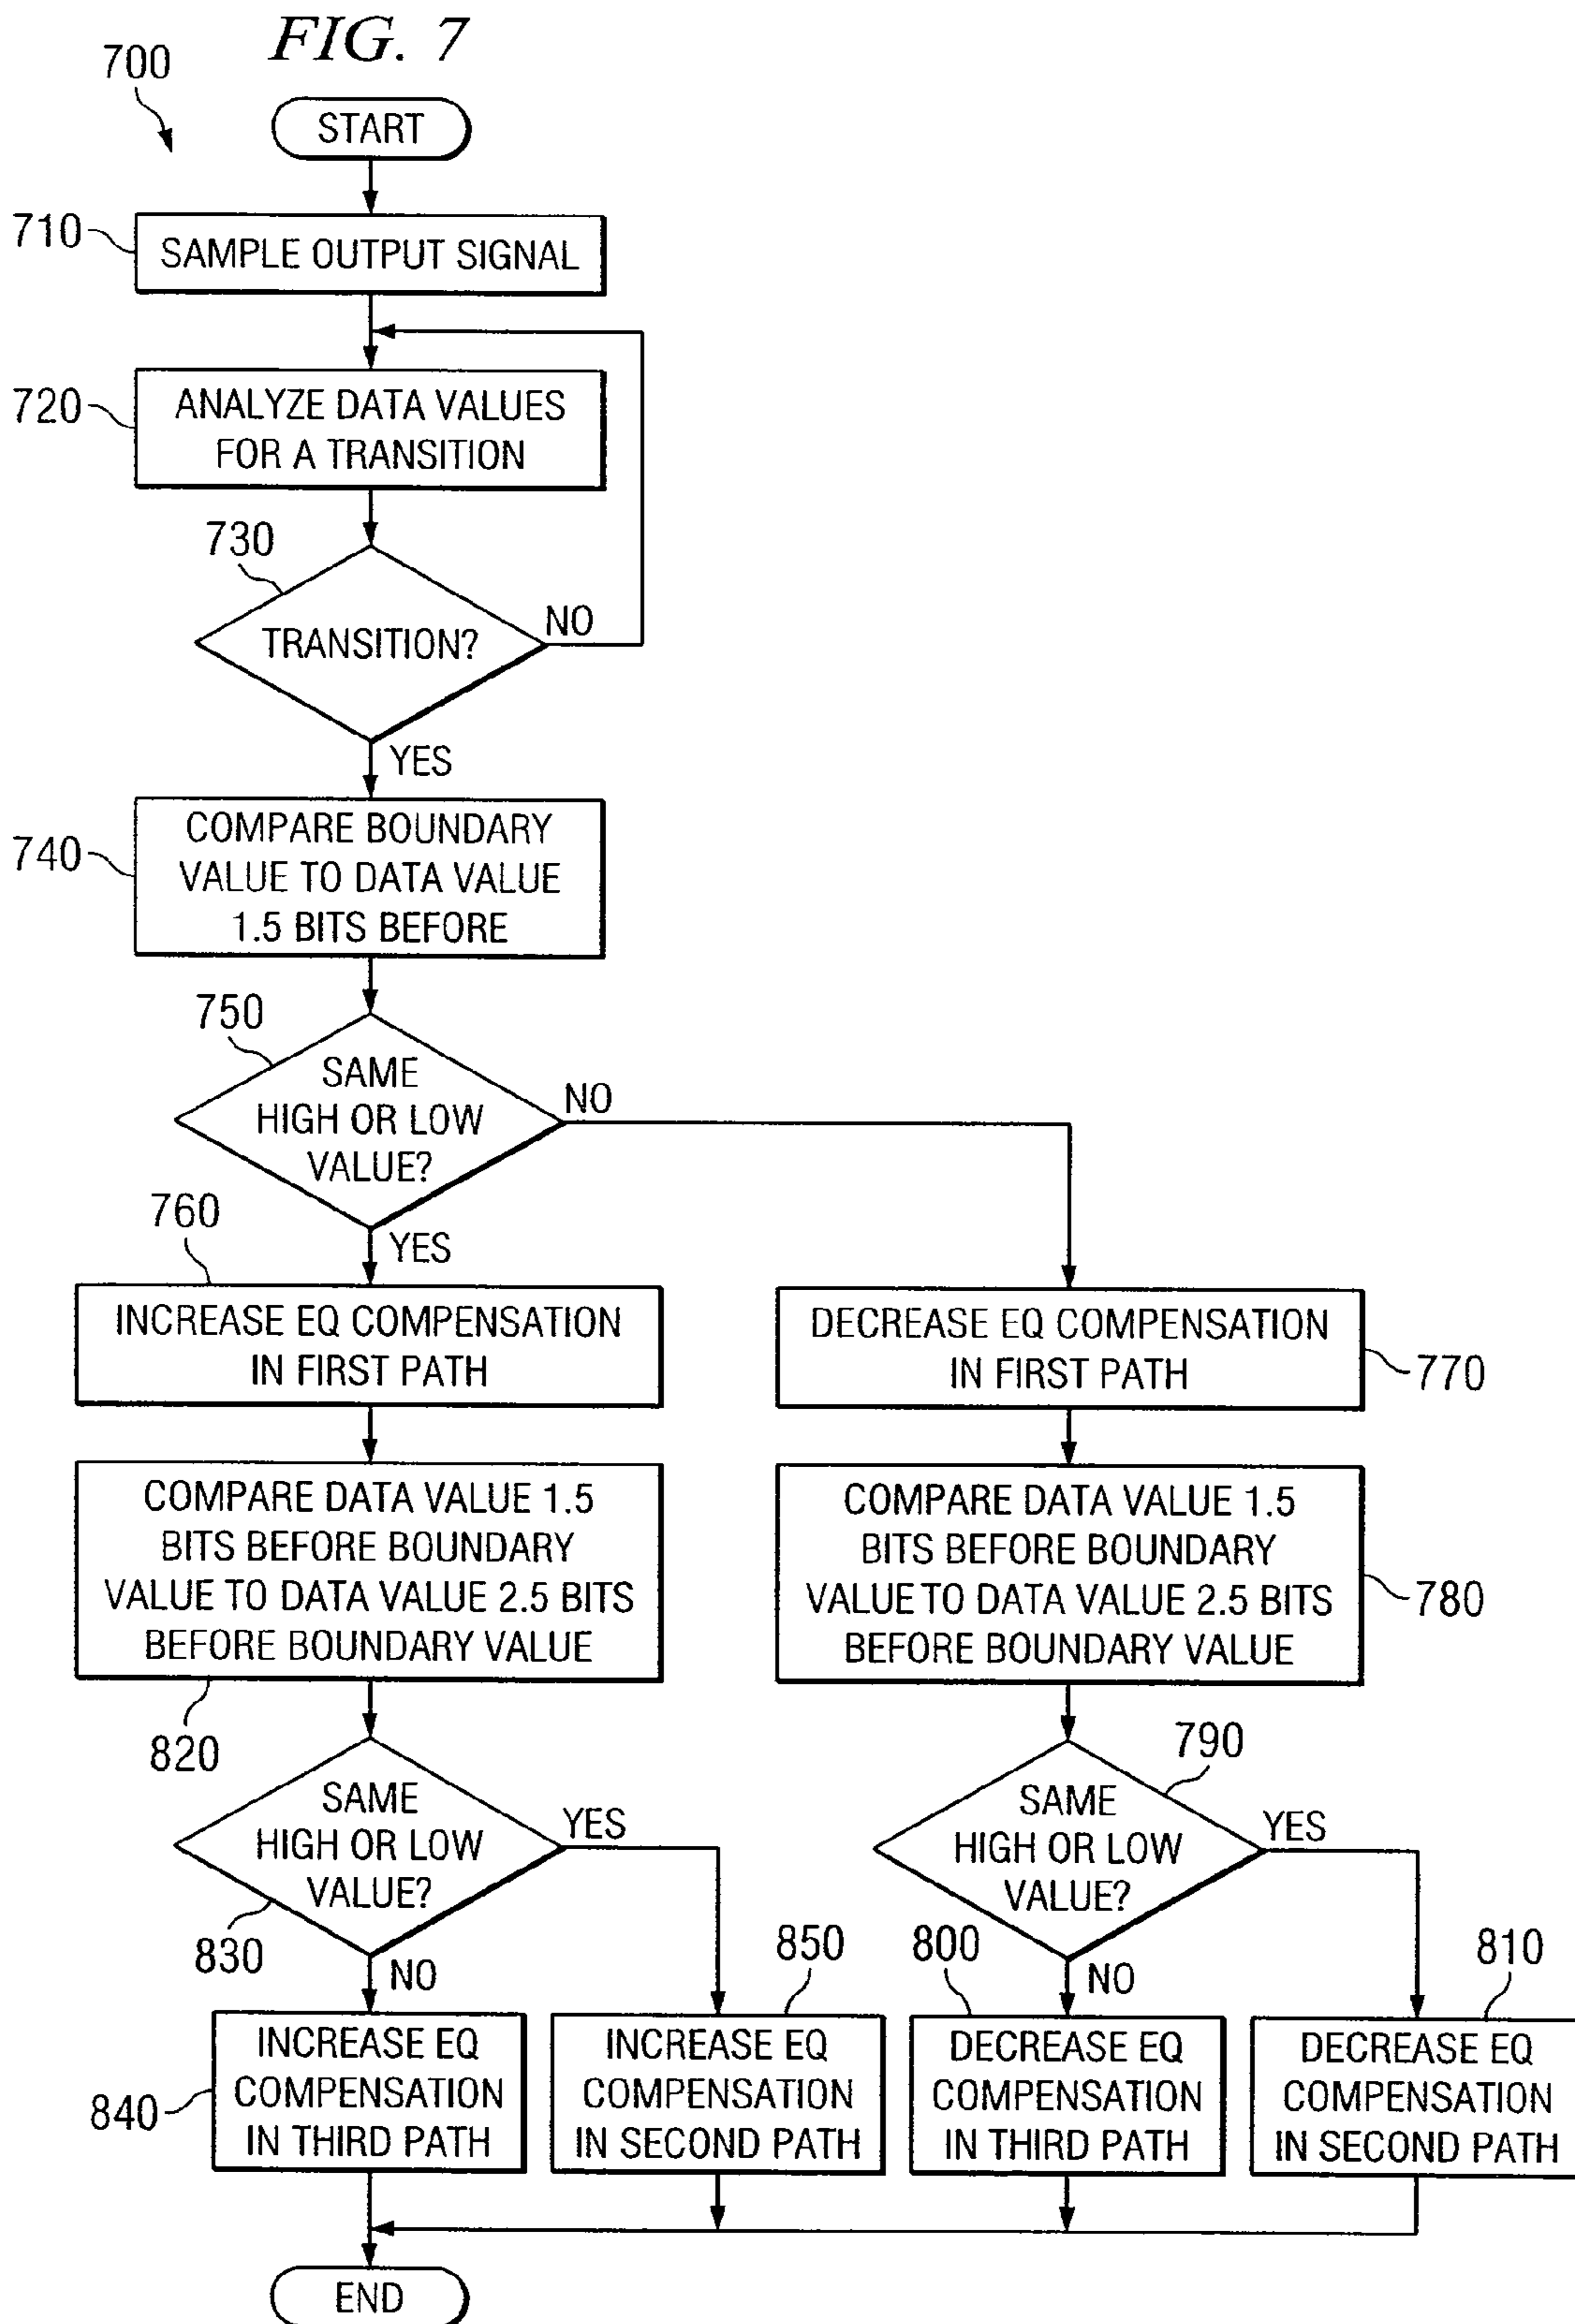 FIG. 7
700
START
710
SAMPLE OUTPUT SIGNAL
720
ANALYZE DATA VALUES
FOR A TRANSITION
730
TRANSITION?
NO
YES
740
COMPARE BOUNDARY
VALUE TO DATA VALUE
1.5 BITS BEFORE
750
SAME
HIGH OR LOW
VALUE?
NO
YES
760
INCREASE EQ COMPENSATION
IN FIRST PATH
DECREASE EQ COMPENSATION
IN FIRST PATH
770
COMPARE DATA VALUE 1.5
BITS BEFORE BOUNDARY
VALUE TO DATA VALUE 2.5 BITS
BEFORE BOUNDARY VALUE
820
COMPARE DATA VALUE 1.5
BITS BEFORE BOUNDARY
VALUE TO DATA VALUE 2.5 BITS
BEFORE BOUNDARY VALUE
780
SAME
HIGH OR LOW
VALUE?
830
YES
NO
790
SAME
HIGH OR LOW
VALUE?
YES
NO
840
INCREASE EQ
COMPENSATION
IN THIRD PATH
850
INCREASE EQ
COMPENSATION
IN SECOND PATH
800
DECREASE EQ
COMPENSATION
IN THIRD PATH
810
DECREASE EQ
COMPENSATION
IN SECOND PATH
END